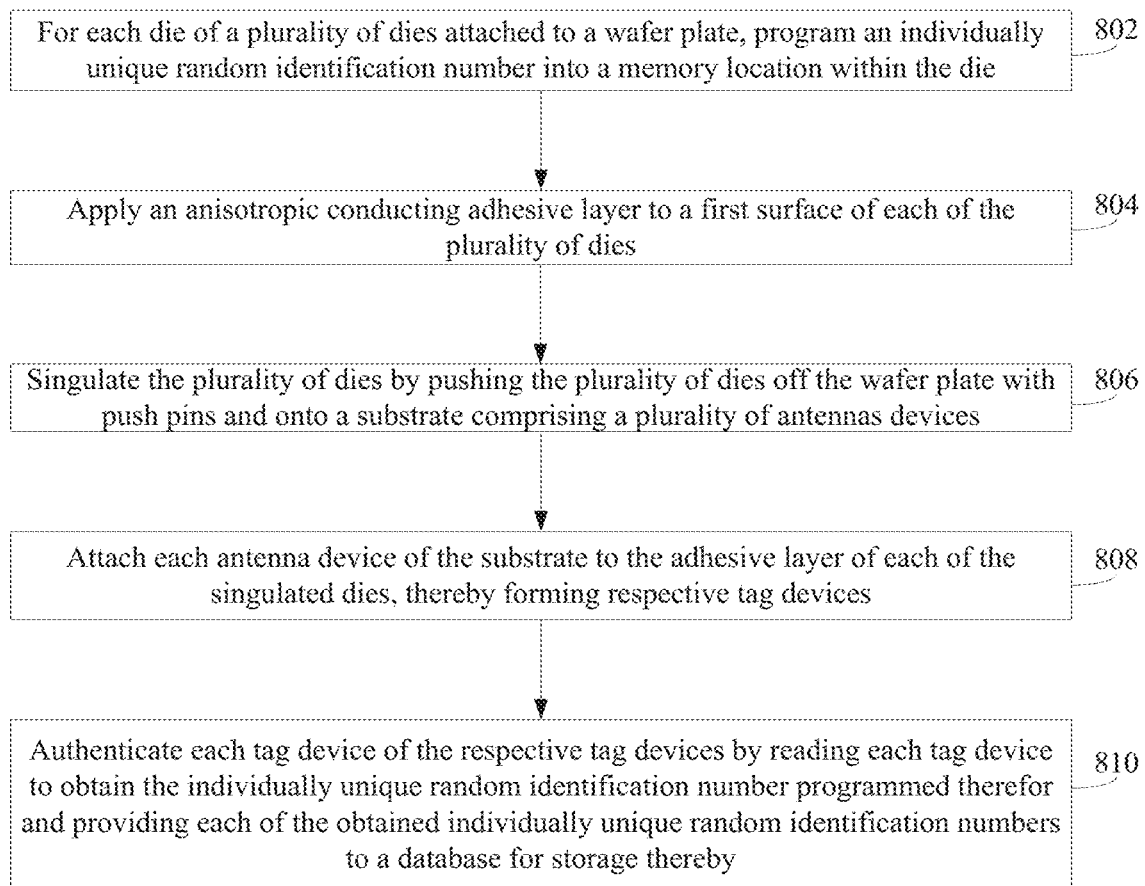 For each die of a plurality of dies attached to a wafer plate, program an individually
unique random identification number into a memory location within the die
802
Apply an anisotropic conducting adhesive layer to a first surface of each of the
plurality of dies
804
Singulate the plurality of dies by pushing the plurality of dies off the wafer plate with
push pins and onto a substrate comprising a plurality of antennas devices
806
Attach each antenna device of the substrate to the adhesive layer of each of the
singulated dies, thereby forming respective tag devices
808
Authenticate each tag device of the respective tag devices by reading each tag device
to obtain the individually unique random identification number programmed therefor
and providing each of the obtained individually unique random identification numbers
to a database for storage thereby
810